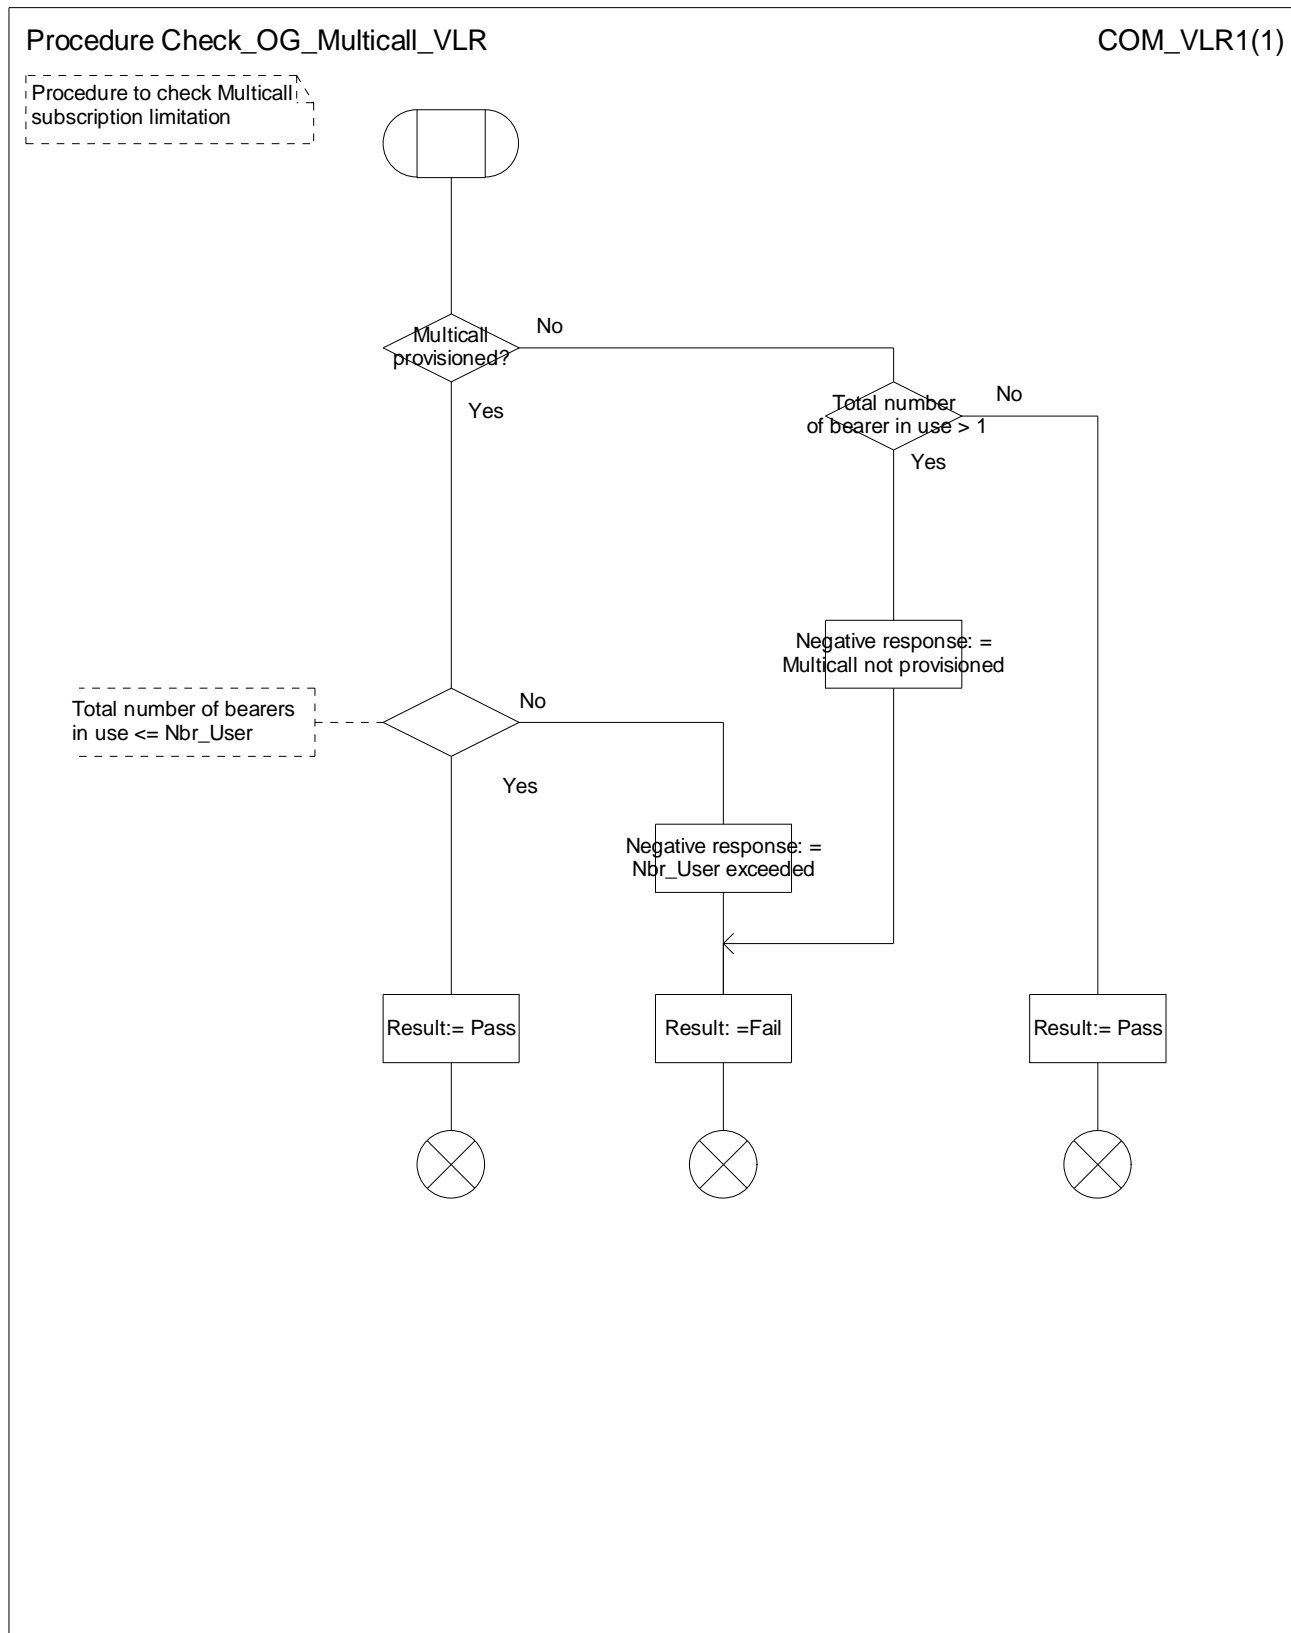 Procedure Check_OG_Multicall_VLR
COM_VLR1(1)
Procedure to check Multicall
subscription limitation
Multicall
provisioned?
No
Yes
Total number
of bearer in use > 1
No
Yes
Negative response: =
Multicall not provisioned
Total number of bearers
in use <= Nbr_User
No
Yes
Negative response: =
Nbr_User exceeded
Result:= Pass
Result: =Fail
Result:= Pass